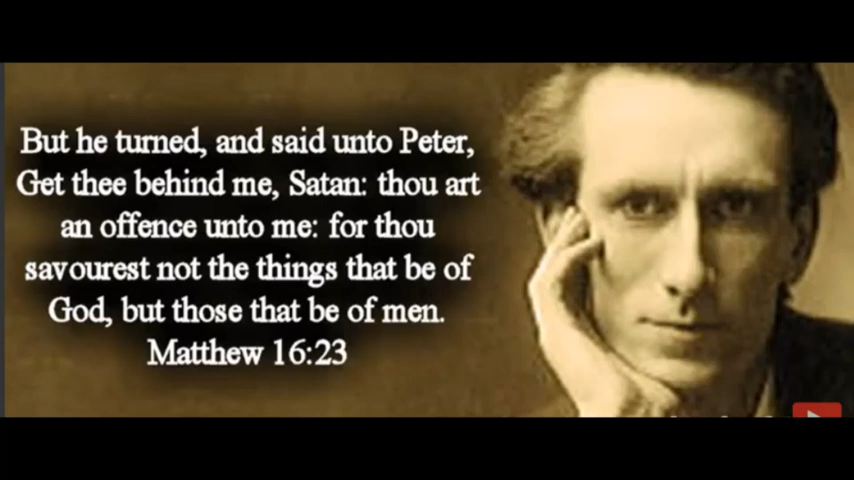 But he turned, and said unto Peter,
Get thee behind me, Satan: thou art
an offence unto me: for thou
savourest not the things that be of
God, but those that be of men.
Matthew 16:23